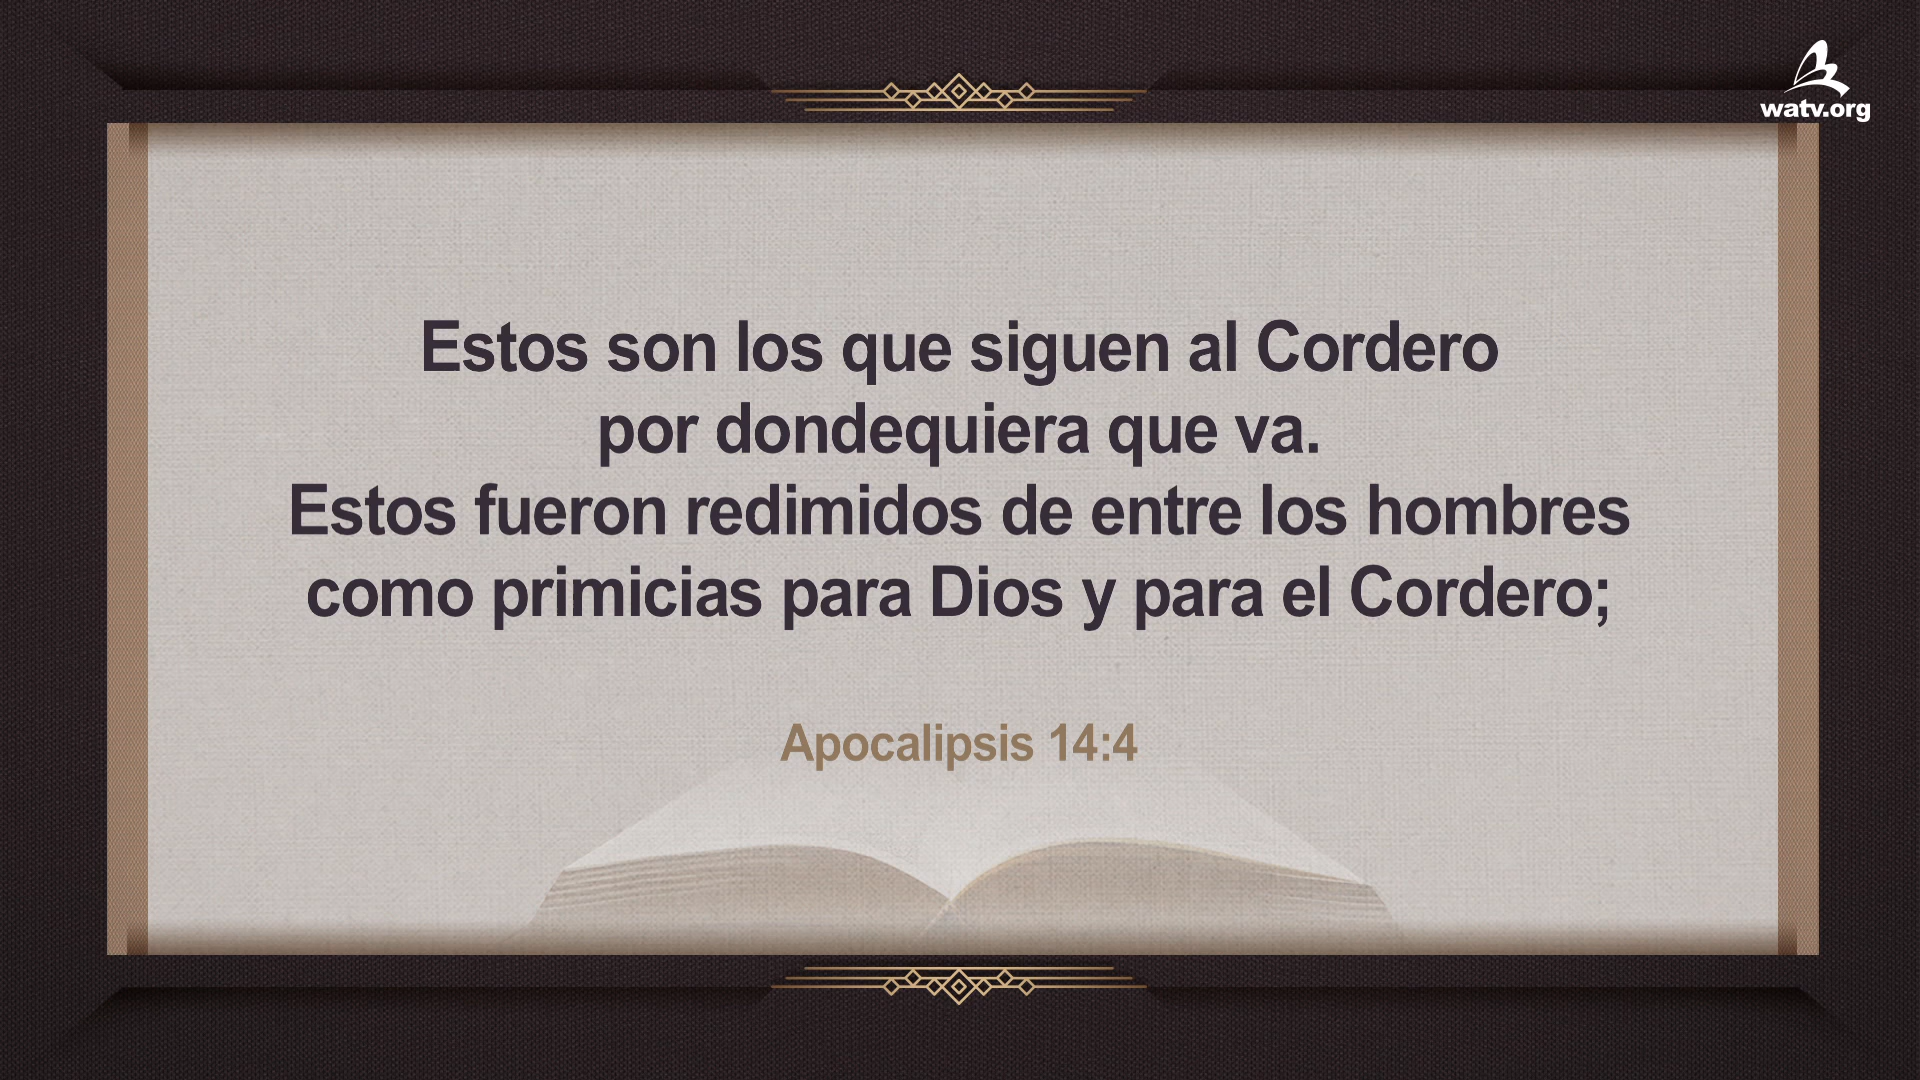 watv.org
Estos son los que siguen al Cordero
por dondequiera que va.
Estos fueron redimidos de entre los hombres
como primicias para Dios y para el Cordero;
Apocalipsis 14:4